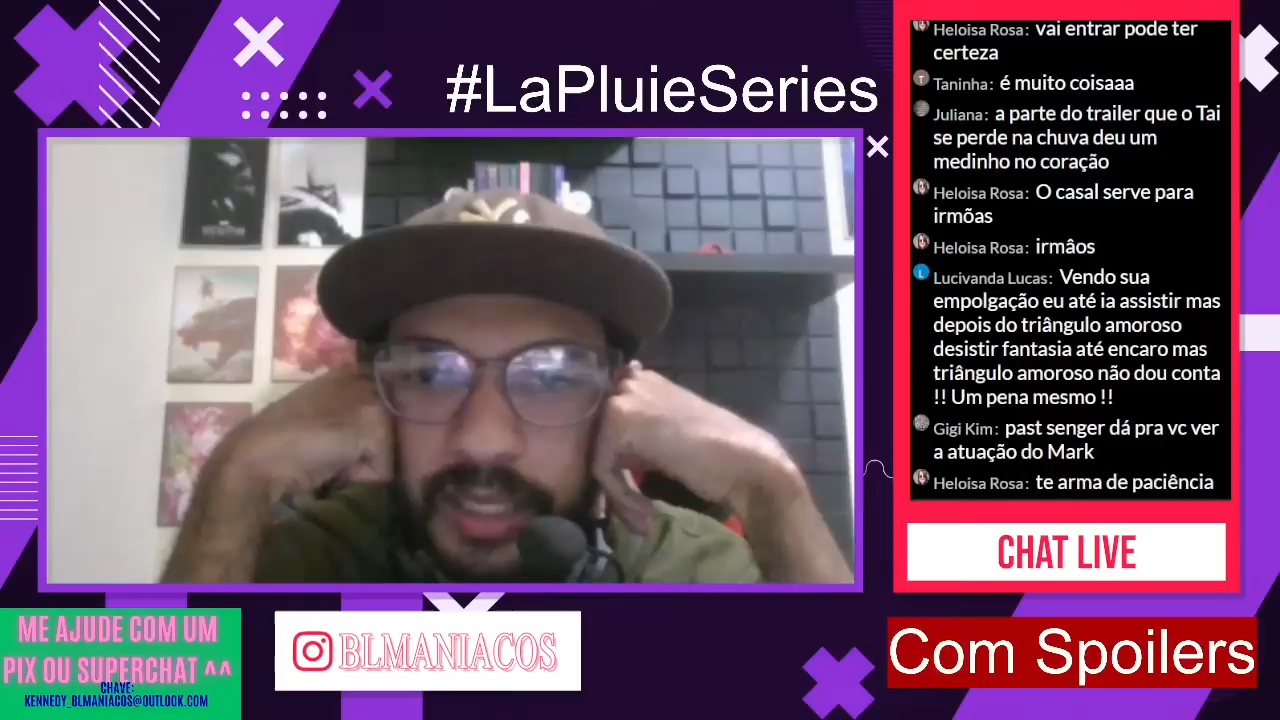 #LaPluieSeries
Heloisa Rosa: vai entrar pode ter
certeza
Taninha: é muito coisaaa
Juliana: a parte do trailer que o Tai
se perde na chuva deu um
medinho no coração
Heloisa Rosa: O casal serve para
irmõas
Heloisa Rosa: irmâos
Lucivanda Lucas: Vendo sua
empolgação eu até ia assistir mas
depois do triângulo amoroso
desistir fantasia até encaro mas
triângulo amoroso não dou conta
!! Um pena mesmo !!
Gigi Kim: past senger dá pra vc ver
a atuação do Mark
Heloisa Rosa: te arma de paciência
CHAT LIVE
ME AJUDE COM UM
PIX OU SUPERCHAT ^^
CHAVE:
KENNEDY_BLMANIACOS@OUTLOOK.COM
BLMANIACOS
Com Spoilers